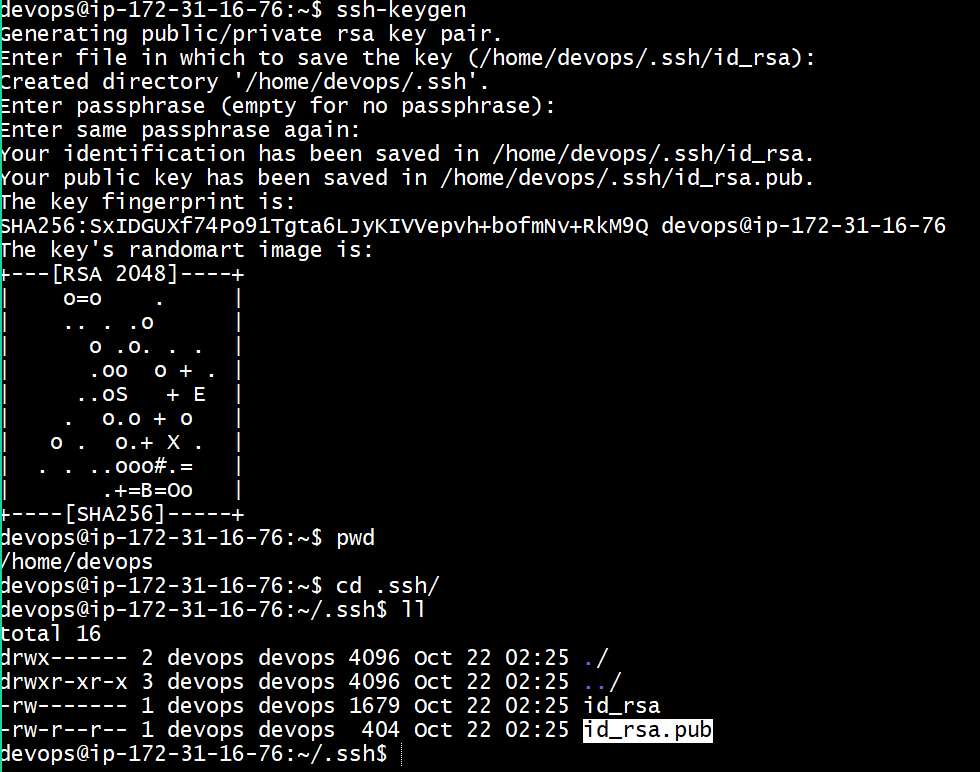 devops@ip-172-31-16-76:~$ ssh-keygen
Generating public/private rsa key pair.
Enter file in which to save the key (/home/devops/.ssh/id_rsa):
Created directory '/home/devops/.ssh'.
Enter passphrase (empty for no passphrase):
Enter same passphrase again:
Your identification has been saved in /home/devops/.ssh/id_rsa.
Your public key has been saved in /home/devops/.ssh/id_rsa.pub.
The key fingerprint is:
SHA256:SxIDGUXf74Po91Tgta6LJyKIVVepvh+bofmNv+RkM9Q devops@ip-172-31-16-76
The key's randomart image is:
+---[RSA 2048]----+
|    o=o    .     |
|    .. . .o      |
|      o .o. . .  |
|      .oo  o + . |
|     ..oS   + E  |
|    .  o.o + o   |
|   o .  o.+ X .  |
|  . . ..ooo#.=   |
|       .+=B=Oo   |
+----[SHA256]-----+
devops@ip-172-31-16-76:~$ pwd
/home/devops
devops@ip-172-31-16-76:~$ cd .ssh/
devops@ip-172-31-16-76:~/.ssh$ ll
total 16
drwx------ 2 devops devops 4096 Oct 22 02:25 ./
drwxr-xr-x 3 devops devops 4096 Oct 22 02:25 ../
-rw------- 1 devops devops 1679 Oct 22 02:25 id_rsa
-rw-r--r-- 1 devops devops  404 Oct 22 02:25 id_rsa.pub
devops@ip-172-31-16-76:~/.ssh$